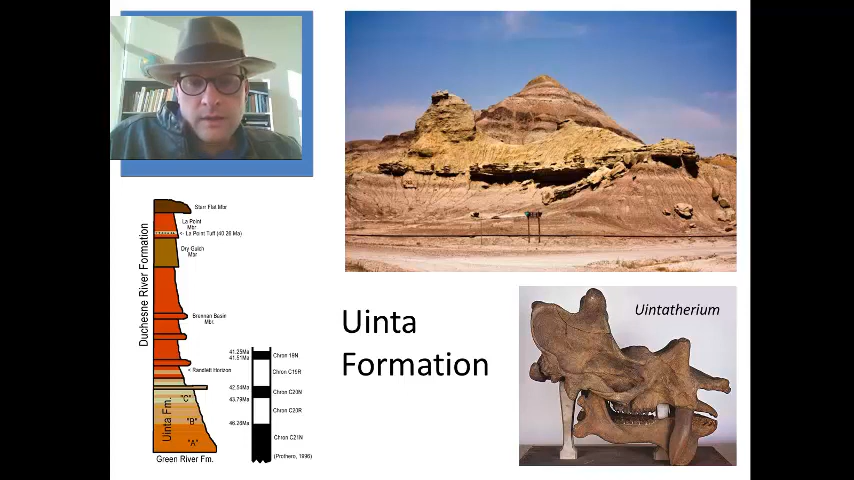 Starr Flat Mbr
La Point
Mbr
<- La Point Tuff (40.26 Ma)
Dry Gulch
Mbr
Duchesne River Formation
Brennan Basin
Mbr.
< Randlett Horizon
Uinta Fm.
"C"
"B"
"A"
Green River Fm.
41.25Ma
41.51Ma
42.54Ma
43.79Ma
46.26Ma
Chron 19N
Chron C19R
Chron C20N
Chron C20R
Chron C21N
(Prothero, 1996)
Uinta
Formation
Uintatherium